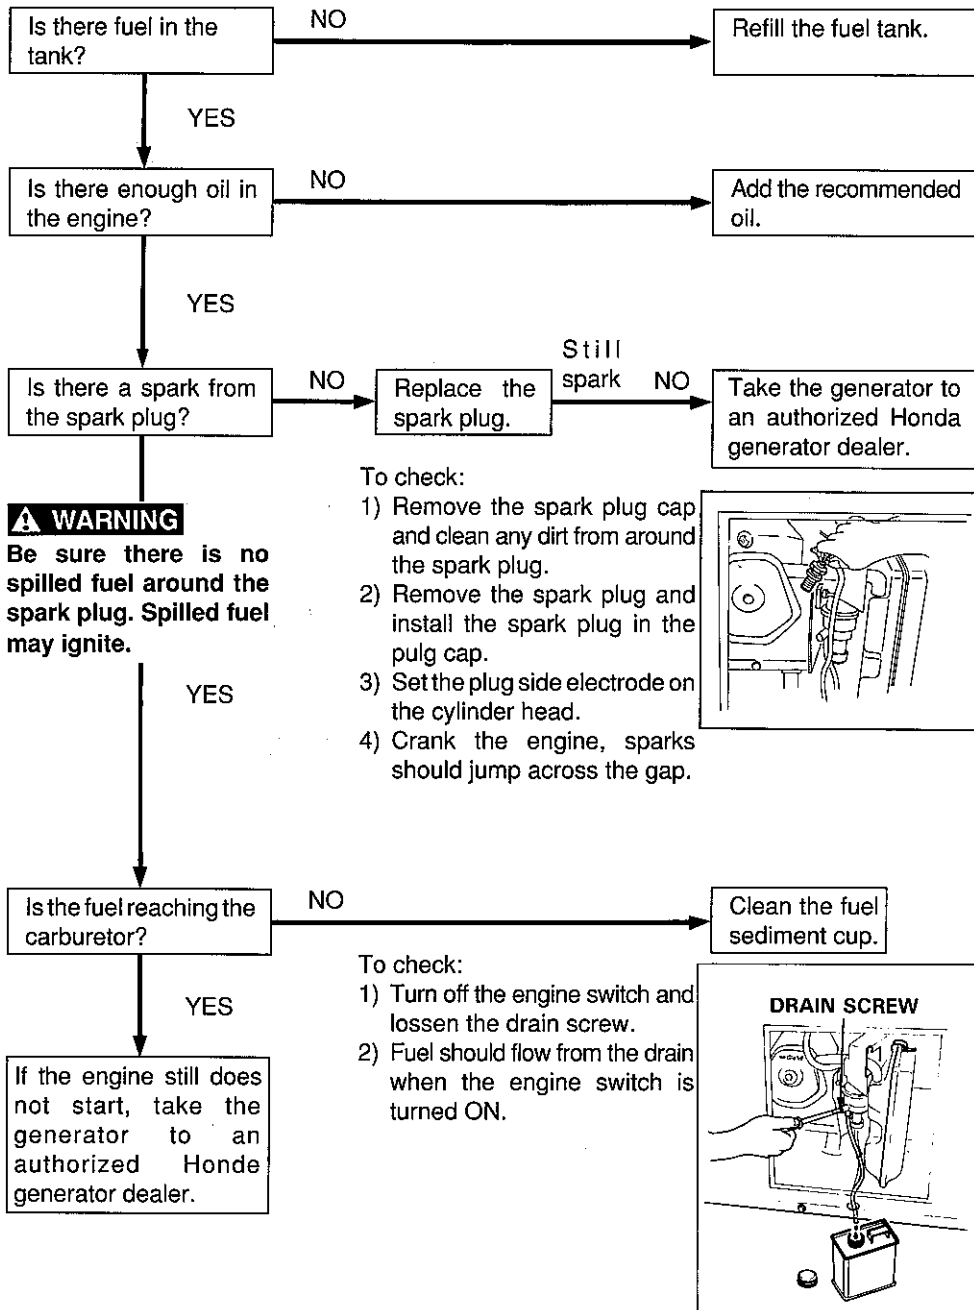 Is there fuel in the
tank?
NO
Refill the fuel tank.
YES
Is there enough oil in
the engine?
NO
Add the recommended
oil.
YES
Is there a spark from
the spark plug?
NO
Replace the
spark plug.
Still
spark NO
Take the generator to
an authorized Honda
generator dealer.
WARNING
Be sure there is no
spilled fuel around the
spark plug. Spilled fuel
may ignite.
YES
To check:
1) Remove the spark plug cap
and clean any dirt from around
the spark plug.
2) Remove the spark plug and
install the spark plug in the
pulg cap.
3) Set the plug side electrode on
the cylinder head.
4) Crank the engine, sparks
should jump across the gap.
Is the fuel reaching the
carburetor?
NO
Clean the fuel
sediment cup.
YES
To check:
1) Turn off the engine switch and
lossen the drain screw.
2) Fuel should flow from the drain
when the engine switch is
turned ON.
DRAIN SCREW
If the engine still does
not start, take the
generator to an
authorized Honde
generator dealer.